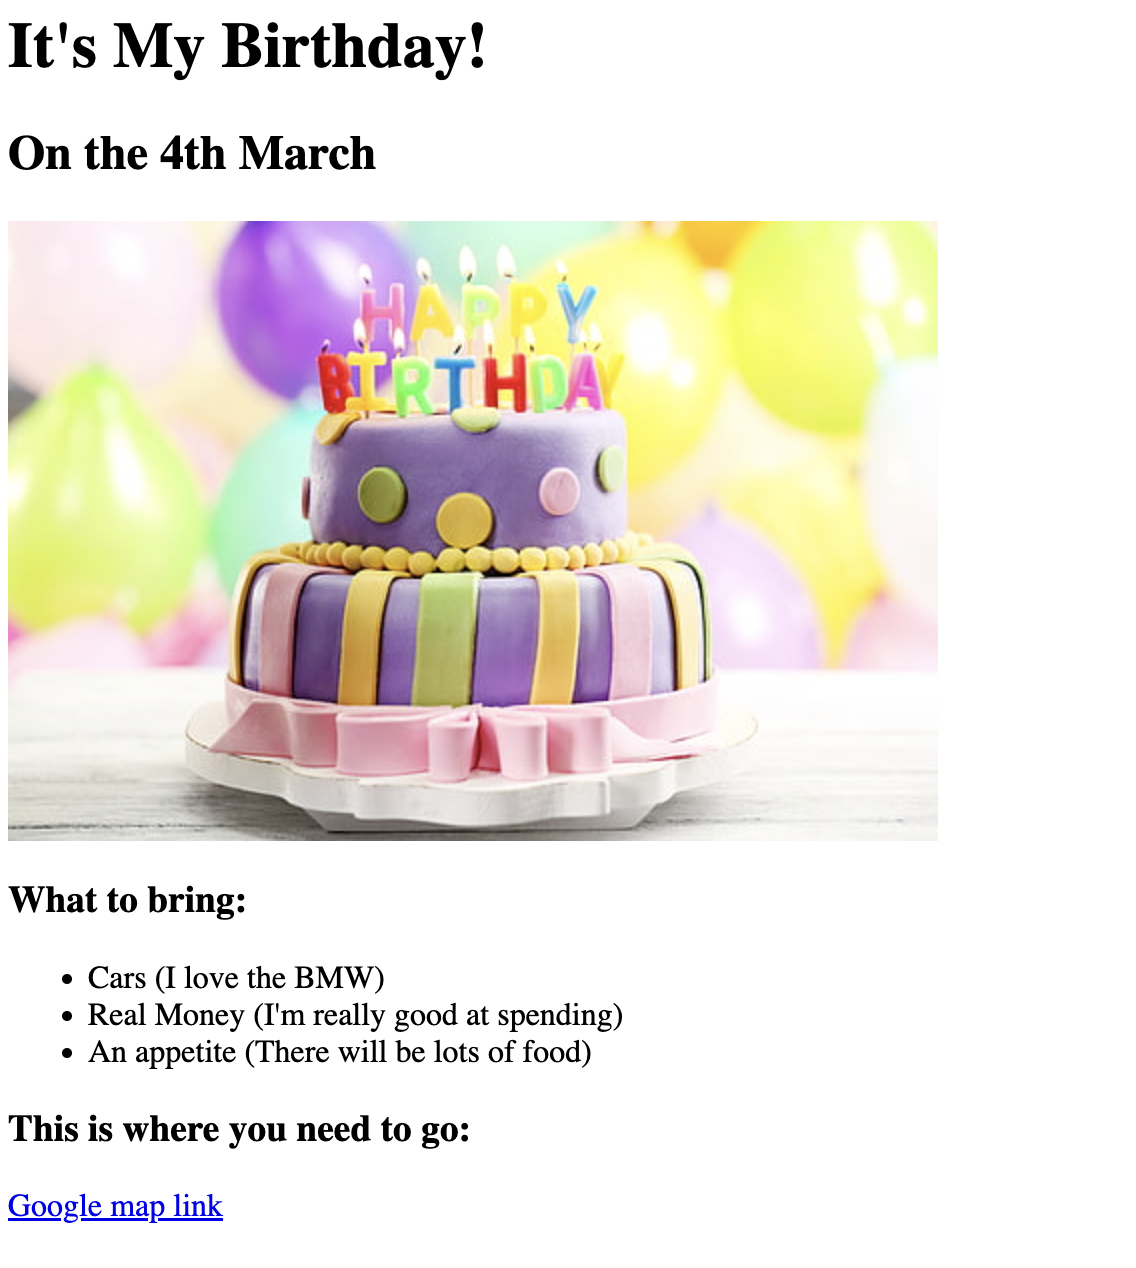 It's My Birthday!
On the 4th March
HAPPY
BIRTHDAY
What to bring:
Cars (I love the BMW)
Real Money (I'm really good at spending)
An appetite (There will be lots of food)
This is where you need to go:
Google map link